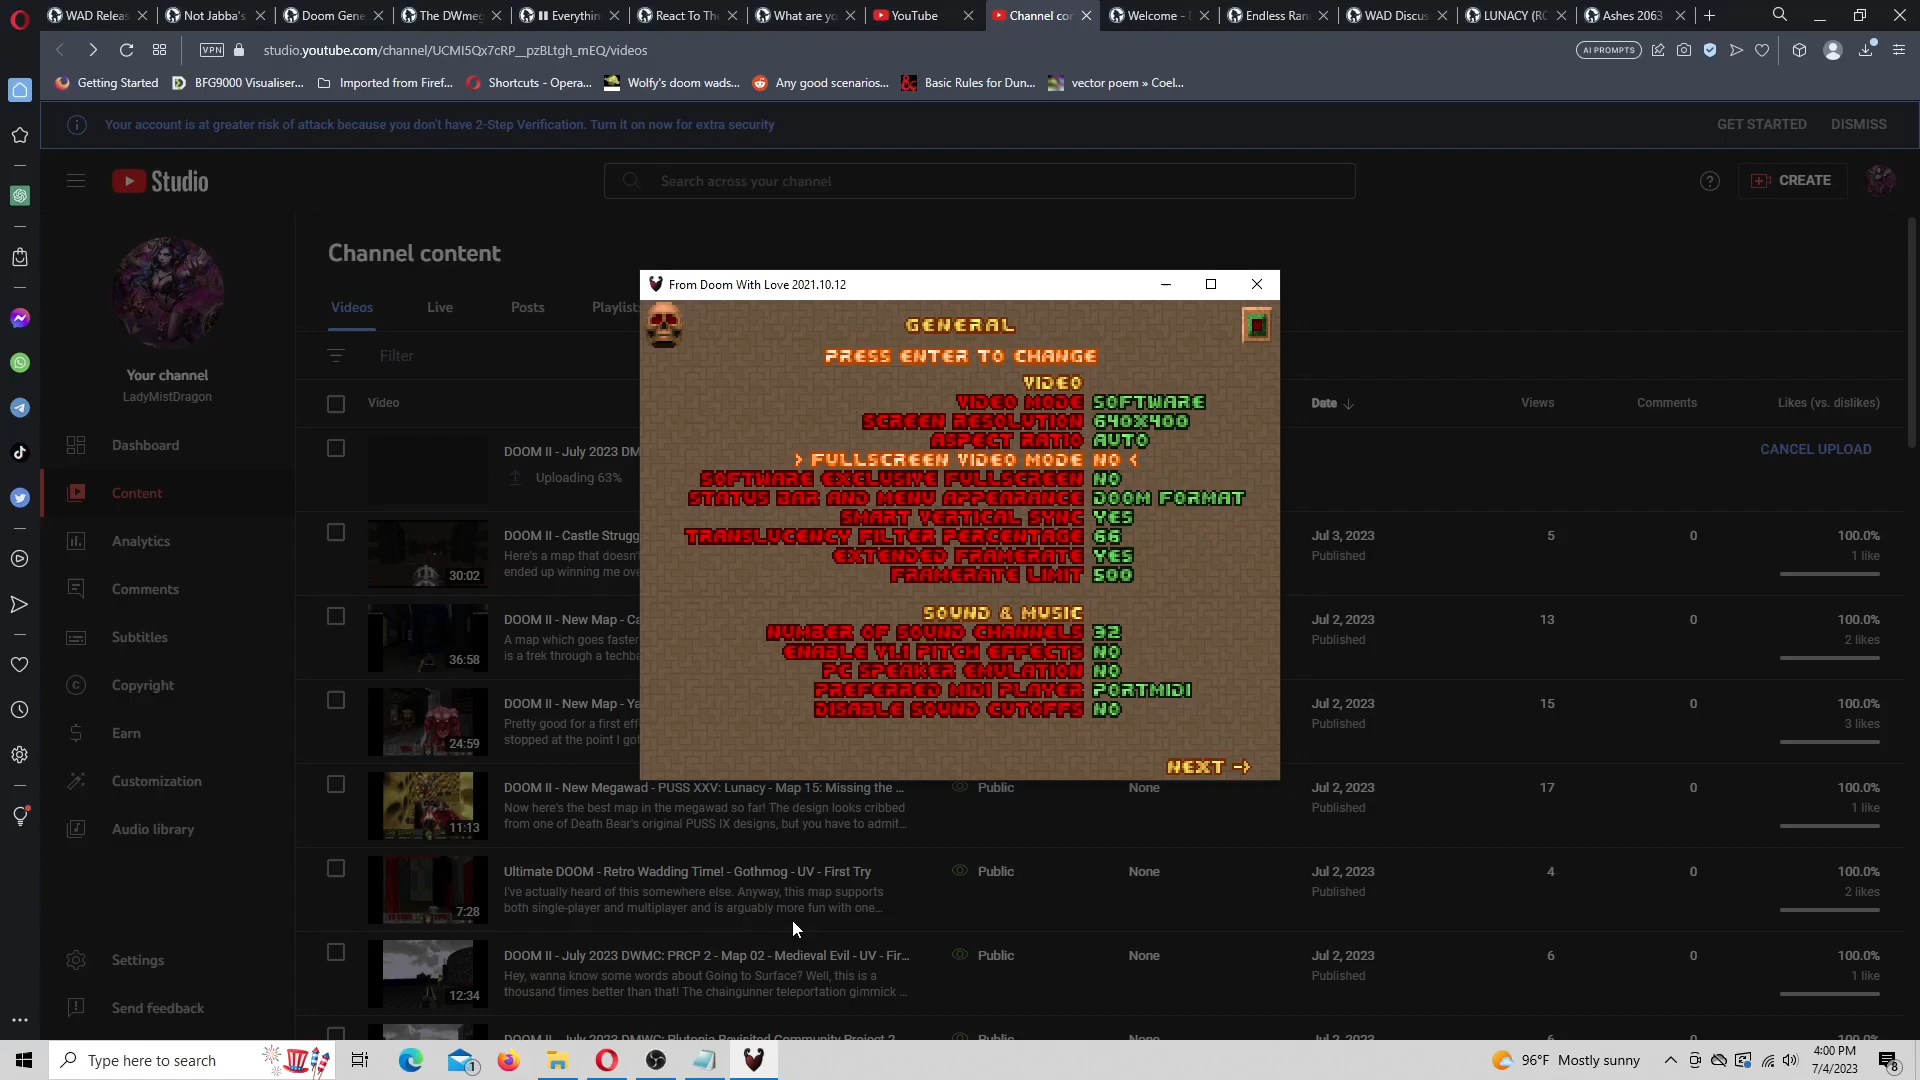 WAD Releas
Not Jabba's
Doom Gene
The DWmeg
Everythin
React To The
What are yo
YouTube
Channel cor
Welcome -
Endless Ran
WAD Discus
LUNACY (RC
Ashes 2063
VPN
studio.youtube.com/channel/UCMI5Qx7cRP__pzBLtgh_mEQ/videos
AI PROMPTS
Getting Started
BFG9000 Visualiser...
Imported from Firef...
Shortcuts - Opera...
Wolfy's doom wads...
Any good scenarios...
Basic Rules for Dun...
vector poem » Coel...
Your account is at greater risk of attack because you don't have 2-Step Verification. Turn it on now for extra security
GET STARTED
DISMISS
Studio
Search across your channel
CREATE
Your channel
LadyMistDragon
Dashboard
Content
Analytics
Comments
Subtitles
Copyright
Earn
Customization
Audio library
Settings
Send feedback
Channel content
Videos
Live
Posts
Playlists
Filter
Video
Date
Views
Comments
Likes (vs. dislikes)
DOOM II - July 2023 DM
Uploading 63%
CANCEL UPLOAD
30:02
DOOM II - Castle Strugg
Here's a map that doesn'
ended up winning me ove
Jul 3, 2023
Published
5
0
100.0%
1 like
36:58
DOOM II - New Map - Ca
A map which goes faster
is a trek through a techba
Jul 2, 2023
Published
13
0
100.0%
2 likes
24:59
DOOM II - New Map - Ya
Pretty good for a first eff
stopped at the point I got
Jul 2, 2023
Published
15
0
100.0%
3 likes
11:13
DOOM II - New Megawad - PUSS XXV: Lunacy - Map 15: Missing the ...
Now here's the best map in the megawad so far! The design looks cribbed
from one of Death Bear's original PUSS IX designs, but you have to admit...
Public
None
Jul 2, 2023
Published
17
0
100.0%
1 like
7:28
Ultimate DOOM - Retro Wadding Time! - Gothmog - UV - First Try
I've actually heard of this somewhere else. Anyway, this map supports
both single-player and multiplayer and is arguably more fun with one...
Public
None
Jul 2, 2023
Published
4
0
100.0%
2 likes
12:34
DOOM II - July 2023 DWMC: PRCP 2 - Map 02 - Medieval Evil - UV - Fir...
Hey, wanna know some words about Going to Surface? Well, this is a
thousand times better than that! The chaingunner teleportation gimmick ...
Public
None
Jul 2, 2023
Published
6
0
100.0%
1 like
From Doom With Love 2021.10.12
GENERAL
PRESS ENTER TO CHANGE
VIDEO
VIDEO MODE SOFTWARE
SCREEN RESOLUTION 640X400
ASPECT RATIO AUTO
> FULLSCREEN VIDEO MODE NO <
SOFTWARE EXCLUSIVE FULLSCREEN NO
STATUS BAR AND MENU APPEARANCE DOOM FORMAT
SMART VERTICAL SYNC YES
TRANSLUCENCY FILTER PERCENTAGE 66
EXTENDED FRAMERATE YES
FRAMERATE LIMIT 500
SOUND & MUSIC
NUMBER OF SOUND CHANNELS 32
ENABLE V1.1 PITCH EFFECTS NO
PC SPEAKER EMULATION NO
PREFERRED MIDI PLAYER PORTMIDI
DISABLE SOUND CUTOFFS NO
NEXT ->
Type here to search
1
96°F Mostly sunny
4:00 PM
7/4/2023
8